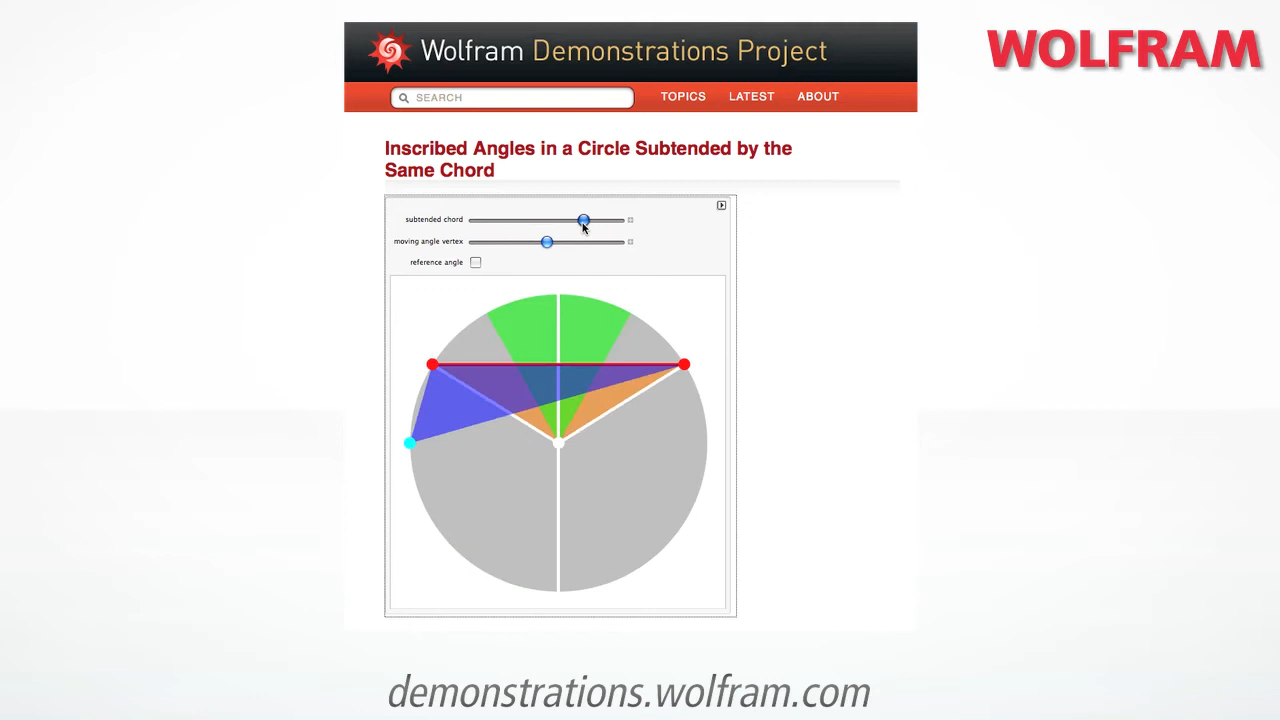 WOLFRAM
Wolfram Demonstrations Project
SEARCH
TOPICS
LATEST
ABOUT
Inscribed Angles in a Circle Subtended by the
Same Chord
subtended chord
moving angle vertex
reference angle
demonstrations.wolfram.com